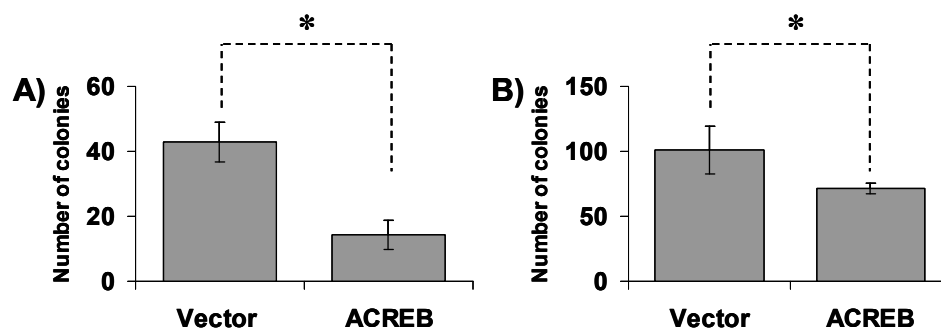 *
A)
Number of colonies
60
40
20
0
Vector ACREB
*
B)
Number of colonies
150
100
50
0
Vector ACREB